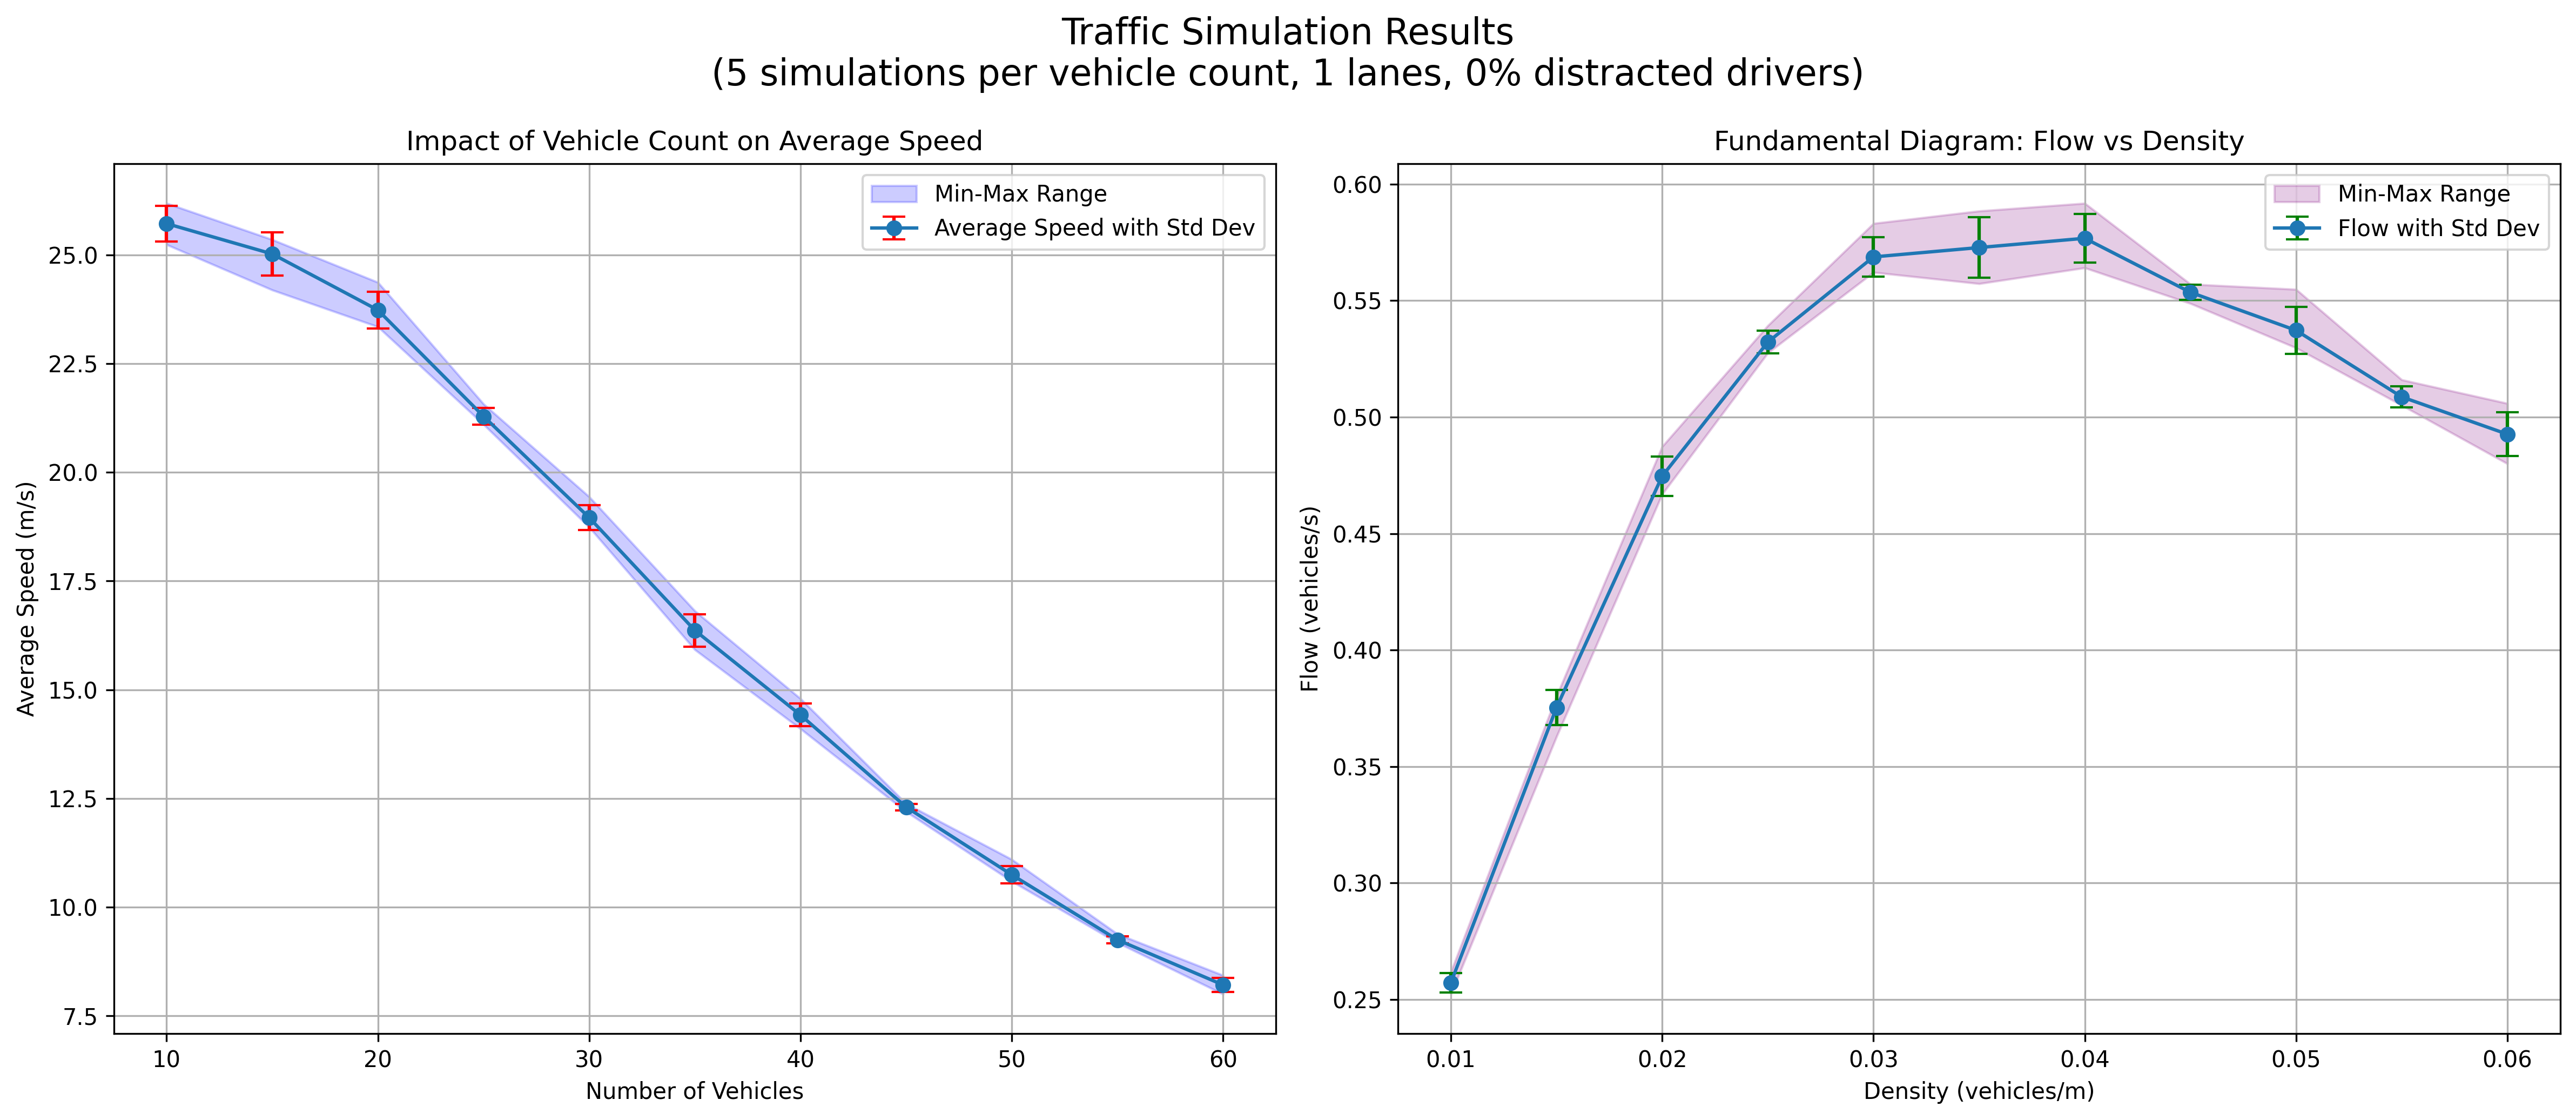 Traffic Simulation Results
(5 simulations per vehicle count, 1 lanes, 0% distracted drivers)
Impact of Vehicle Count on Average Speed
Min-Max Range
Average Speed with Std Dev
25.0
22.5
20.0
17.5
15.0
12.5
10.0
7.5
Average Speed (m/s)
10 20 30 40 50 60
Number of Vehicles
Fundamental Diagram: Flow vs Density
Min-Max Range
Flow with Std Dev
0.60
0.55
0.50
0.45
0.40
0.35
0.30
0.25
Flow (vehicles/s)
0.01 0.02 0.03 0.04 0.05 0.06
Density (vehicles/m)